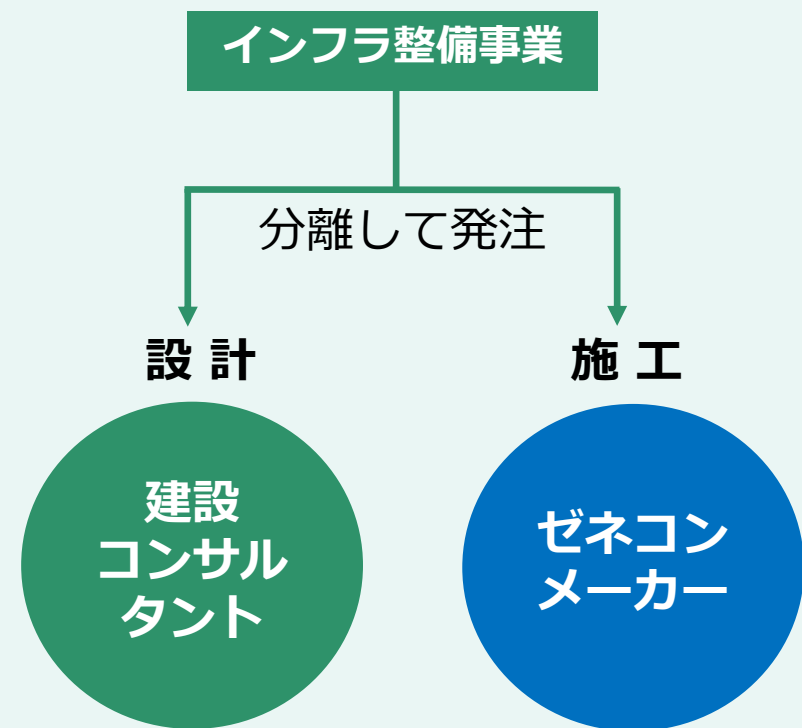 インフラ整備事業
分離して発注
設 計
施 工
建設
コンサル
タント
ゼネコン
メーカー